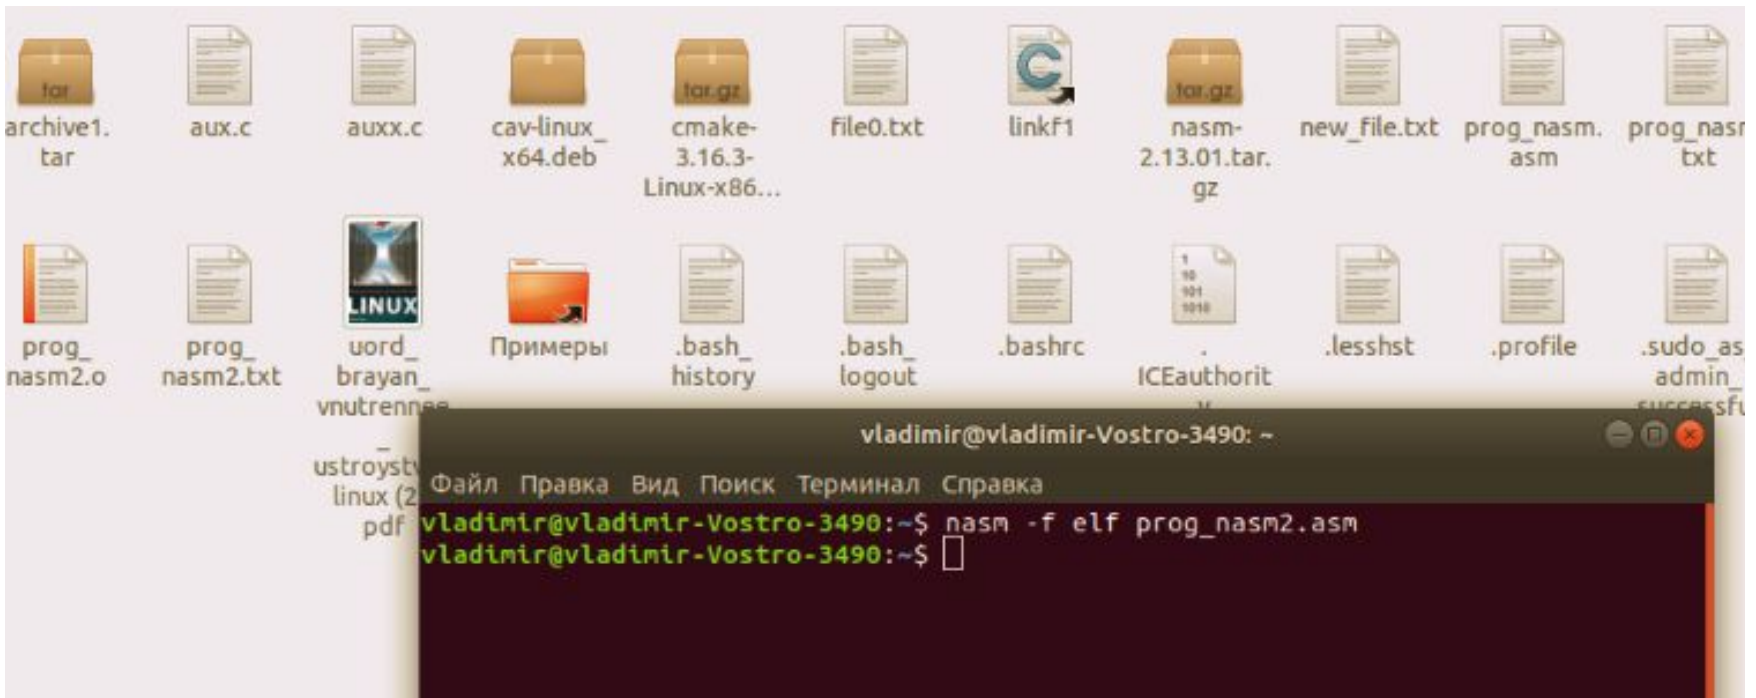 tar
tar.gz
C
tar.gz
archive1.
tar
aux.c
auxx.c
cav-linux_
x64.deb
cmake-
3.16.3-
Linux-x86...
file0.txt
linkf1
nasm-
2.13.01.tar.
gz
new_file.txt
prog_nasm.
asm
prog_nasm
txt
LINUX
1
10
101
1010
prog_
nasm2.o
prog_
nasm2.txt
uord_
brayan_
vnutrennee
_
ustroystv
linux (2
pdf
Примеры
.bash_
history
.bash_
logout
.bashrc
.
ICEauthorit
y
.lesshst
.profile
.sudo_as
admin_
successfu
vladimir@vladimir-Vostro-3490: ~
Файл Правка Вид Поиск Терминал Справка
vladimir@vladimir-Vostro-3490:~$ nasm -f elf prog_nasm2.asm
vladimir@vladimir-Vostro-3490:~$